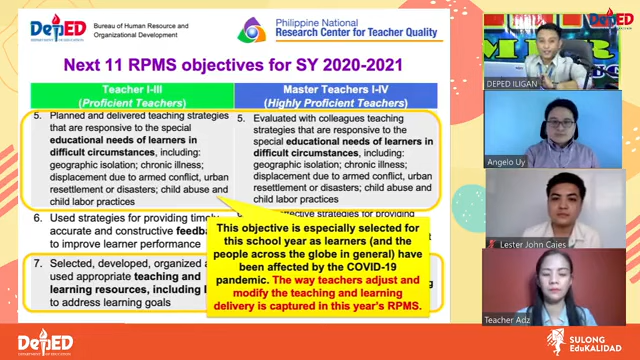 DepED
DEPARTMENT OF EDUCATION
Bureau of Human Resource and
Organizational Development
Philippine National
Research Center for Teacher Quality
Next 11 RPMS objectives for SY 2020-2021
Teacher I-III
(Proficient Teachers)
5. Planned and delivered teaching strategies
that are responsive to the special
educational needs of learners in
difficult circumstances, including:
geographic isolation; chronic illness;
displacement due to armed conflict, urban
resettlement or disasters; child abuse and
child labor practices
6. Used strategies for providing timely,
accurate and constructive feedb
to improve learner performance
7. Selected, developed, organized a
used appropriate teaching and
learning resources, including I
to address learning goals
Master Teachers I-IV
(Highly Proficient Teachers)
5. Evaluated with colleagues teaching
strategies that are responsive to the
special educational needs of learners in
difficult circumstances, including:
geographic isolation; chronic illness;
displacement due to armed conflict, urban
resettlement or disasters; child abuse and
child labor practices
This objective is especially selected for
this school year as learners (and the
people across the globe in general) have
been affected by the COVID-19
pandemic. The way teachers adjust and
modify the teaching and learning
delivery is captured in this year's RPMS.
DepED
DEPED ILIGAN
Angelo Uy
Lester John Cajes
Teacher Adz
DepED
DEPARTMENT OF EDUCATION
SULONG
EduKALIDAD